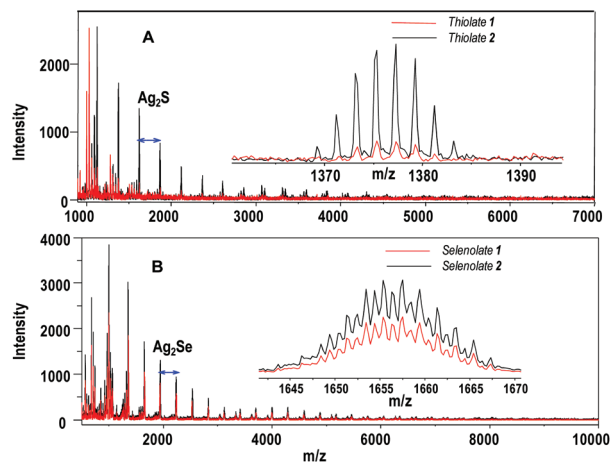 A
Thiolate 1
Thiolate 2
2000
1000
0
Intensity
Ag2S
1370
m/z
1380
1390
1000
2000
3000
4000
5000
6000
7000
B
Selenolate 1
Selenolate 2
4000
3000
2000
1000
0
Intensity
Ag2Se
1645
1650
1655
1660
1665
1670
m/z
2000
4000
6000
8000
10000
m/z